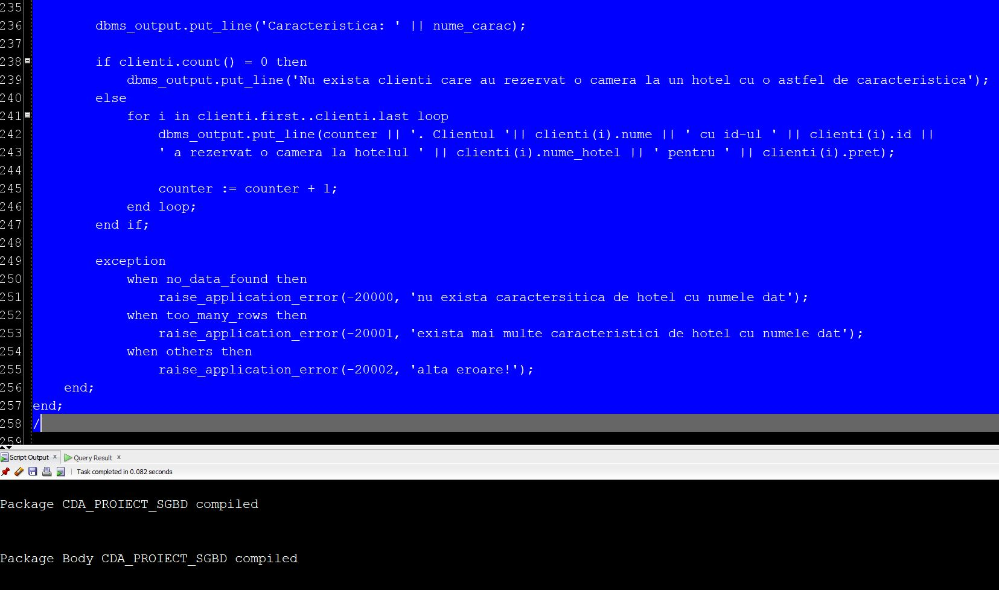 235
236 dbms_output.put_line('Caracteristica: ' || nume_carac);
237
238 if clienti.count() = 0 then
239 dbms_output.put_line('Nu exista clienti care au rezervat o camera la un hotel cu o astfel de caracteristica');
240 else
241 for i in clienti.first..clienti.last loop
242 dbms_output.put_line(counter || '. Clientul '|| clienti(i).nume || ' cu id-ul ' || clienti(i).id ||
243 ' a rezervat o camera la hotelul ' || clienti(i).nume_hotel || ' pentru ' || clienti(i).pret);
244
245 counter := counter + 1;
246 end loop;
247 end if;
248
249 exception
250 when no_data_found then
251 raise_application_error(-20000, 'nu exista caractersitica de hotel cu numele dat');
252 when too_many_rows then
253 raise_application_error(-20001, 'exista mai multe caracteristici de hotel cu numele dat');
254 when others then
255 raise_application_error(-20002, 'alta eroare!');
256 end;
257 end;
258 /
259
Script Output x Query Result x
Task completed in 0.082 seconds
Package CDA_PROIECT_SGBD compiled
Package Body CDA_PROIECT_SGBD compiled